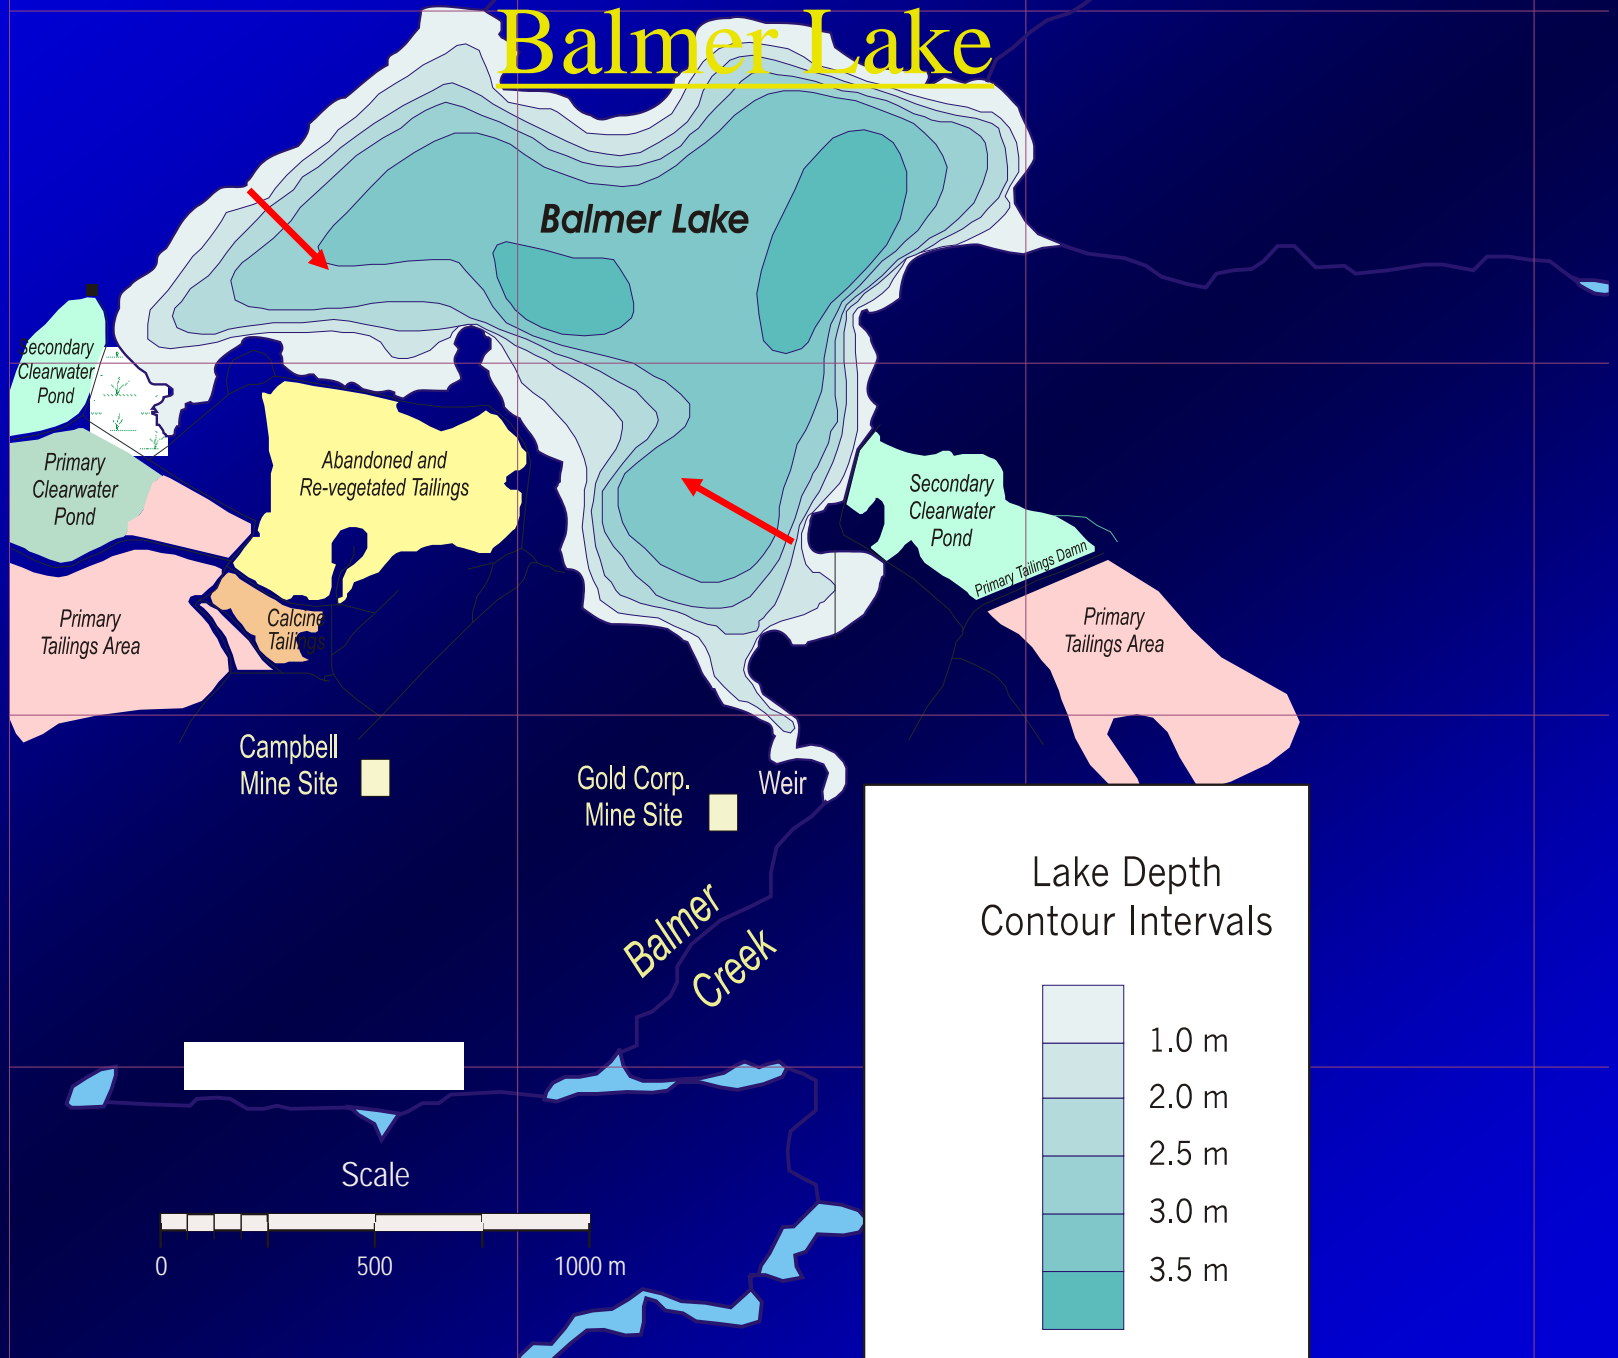 Balmer Lake
Balmer Lake
Secondary
Clearwater
Pond
Primary
Clearwater
Pond
Abandoned and
Re-vegetated Tailings
Secondary
Clearwater
Pond
Primary Tailings Damn
Primary
Tailings Area
Calcine
Tailings
Primary
Tailings Area
Campbell
Mine Site
Gold Corp.
Mine Site
Weir
Balmer
Creek
Lake Depth
Contour Intervals
1.0 m
2.0 m
2.5 m
3.0 m
3.5 m
Scale
0 500 1000 m